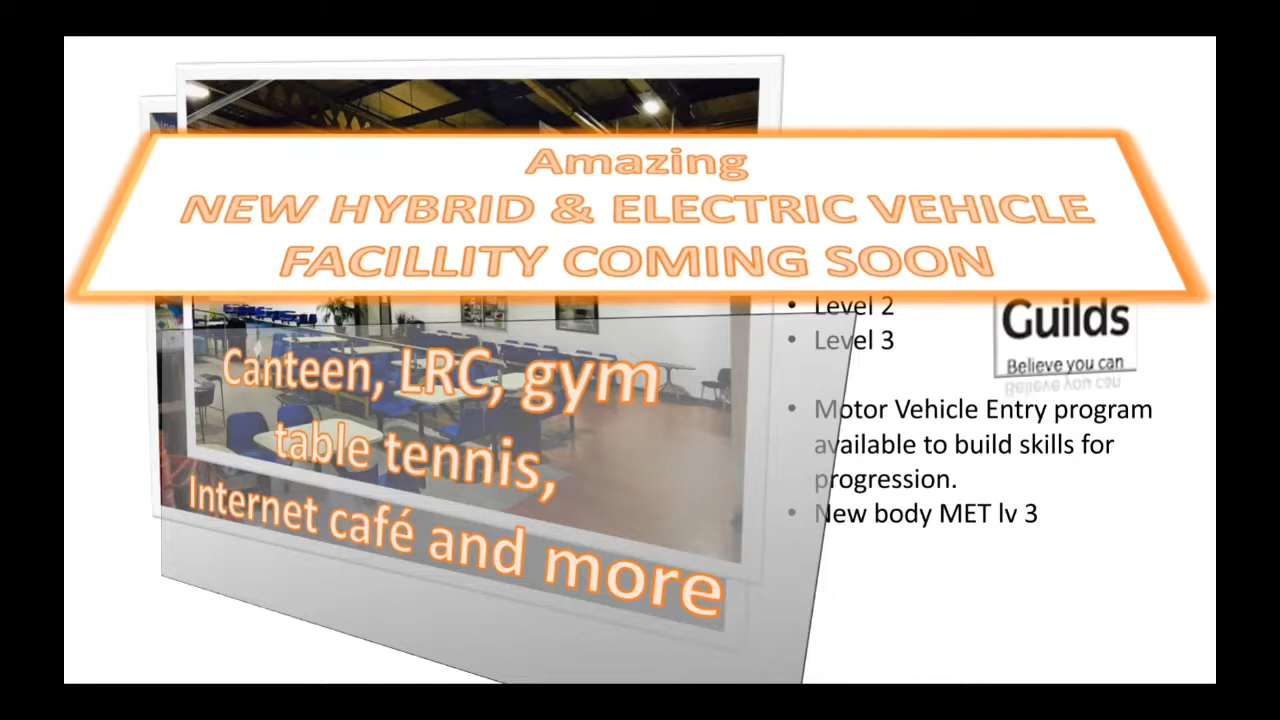 Amazing
NEW HYBRID & ELECTRIC VEHICLE
FACILLITY COMING SOON
• Level 2
• Level 3
Guilds
Believe you can
• Motor Vehicle Entry program
available to build skills for
progression.
• New body MET lv 3
Canteen, LRC, gym
table tennis,
Internet café and more